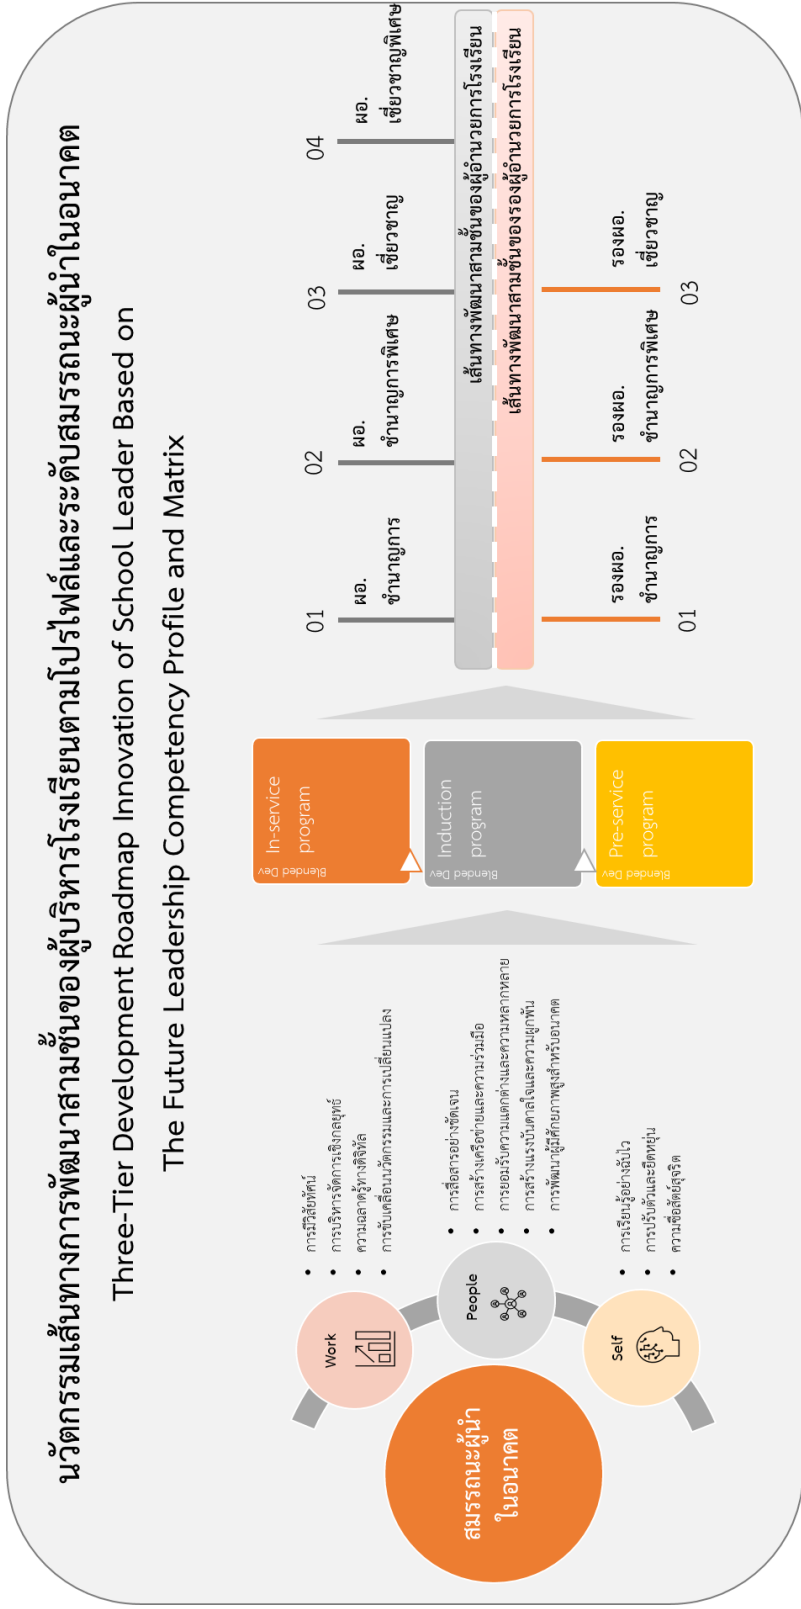 นวัตกรรมเส้นทางการพัฒนาสามชั้นของผู้บริหารโรงเรียนตามโปรไฟล์และระดับสมรรถนะผู้นำในอนาคต
Three-Tier Development Roadmap Innovation of School Leader Based on
The Future Leadership Competency Profile and Matrix
สมรรถนะผู้นำ
ในอนาคต
Work
• การมีวิสัยทัศน์
• การบริหารจัดการเชิงกลยุทธ์
• ความฉลาดรู้ทางดิจิทัล
• การขับเคลื่อนนวัตกรรมและการเปลี่ยนแปลง
People
• การสื่อสารอย่างชัดเจน
• การสร้างเครือข่ายและความร่วมมือ
• การยอมรับความแตกต่างและความหลากหลาย
• การสร้างแรงบันดาลใจและความผูกพัน
• การพัฒนาผู้มีศักยภาพสูงสำหรับอนาคต
Self
• การเรียนรู้อย่างฉับไว
• การปรับตัวและยืดหยุ่น
• ความซื่อสัตย์สุจริต
Blended Dev
In-service
program
Blended Dev
Induction
program
Blended Dev
Pre-service
program
01
ผอ.
ชำนาญการ
02
ผอ.
ชำนาญการพิเศษ
03
ผอ.
เชี่ยวชาญ
04
ผอ.
เชี่ยวชาญพิเศษ
เส้นทางพัฒนาสามชั้นของผู้อำนวยการโรงเรียน
เส้นทางพัฒนาสามชั้นของรองผู้อำนวยการโรงเรียน
รองผอ.
ชำนาญการ
01
รองผอ.
ชำนาญการพิเศษ
02
รองผอ.
เชี่ยวชาญ
03